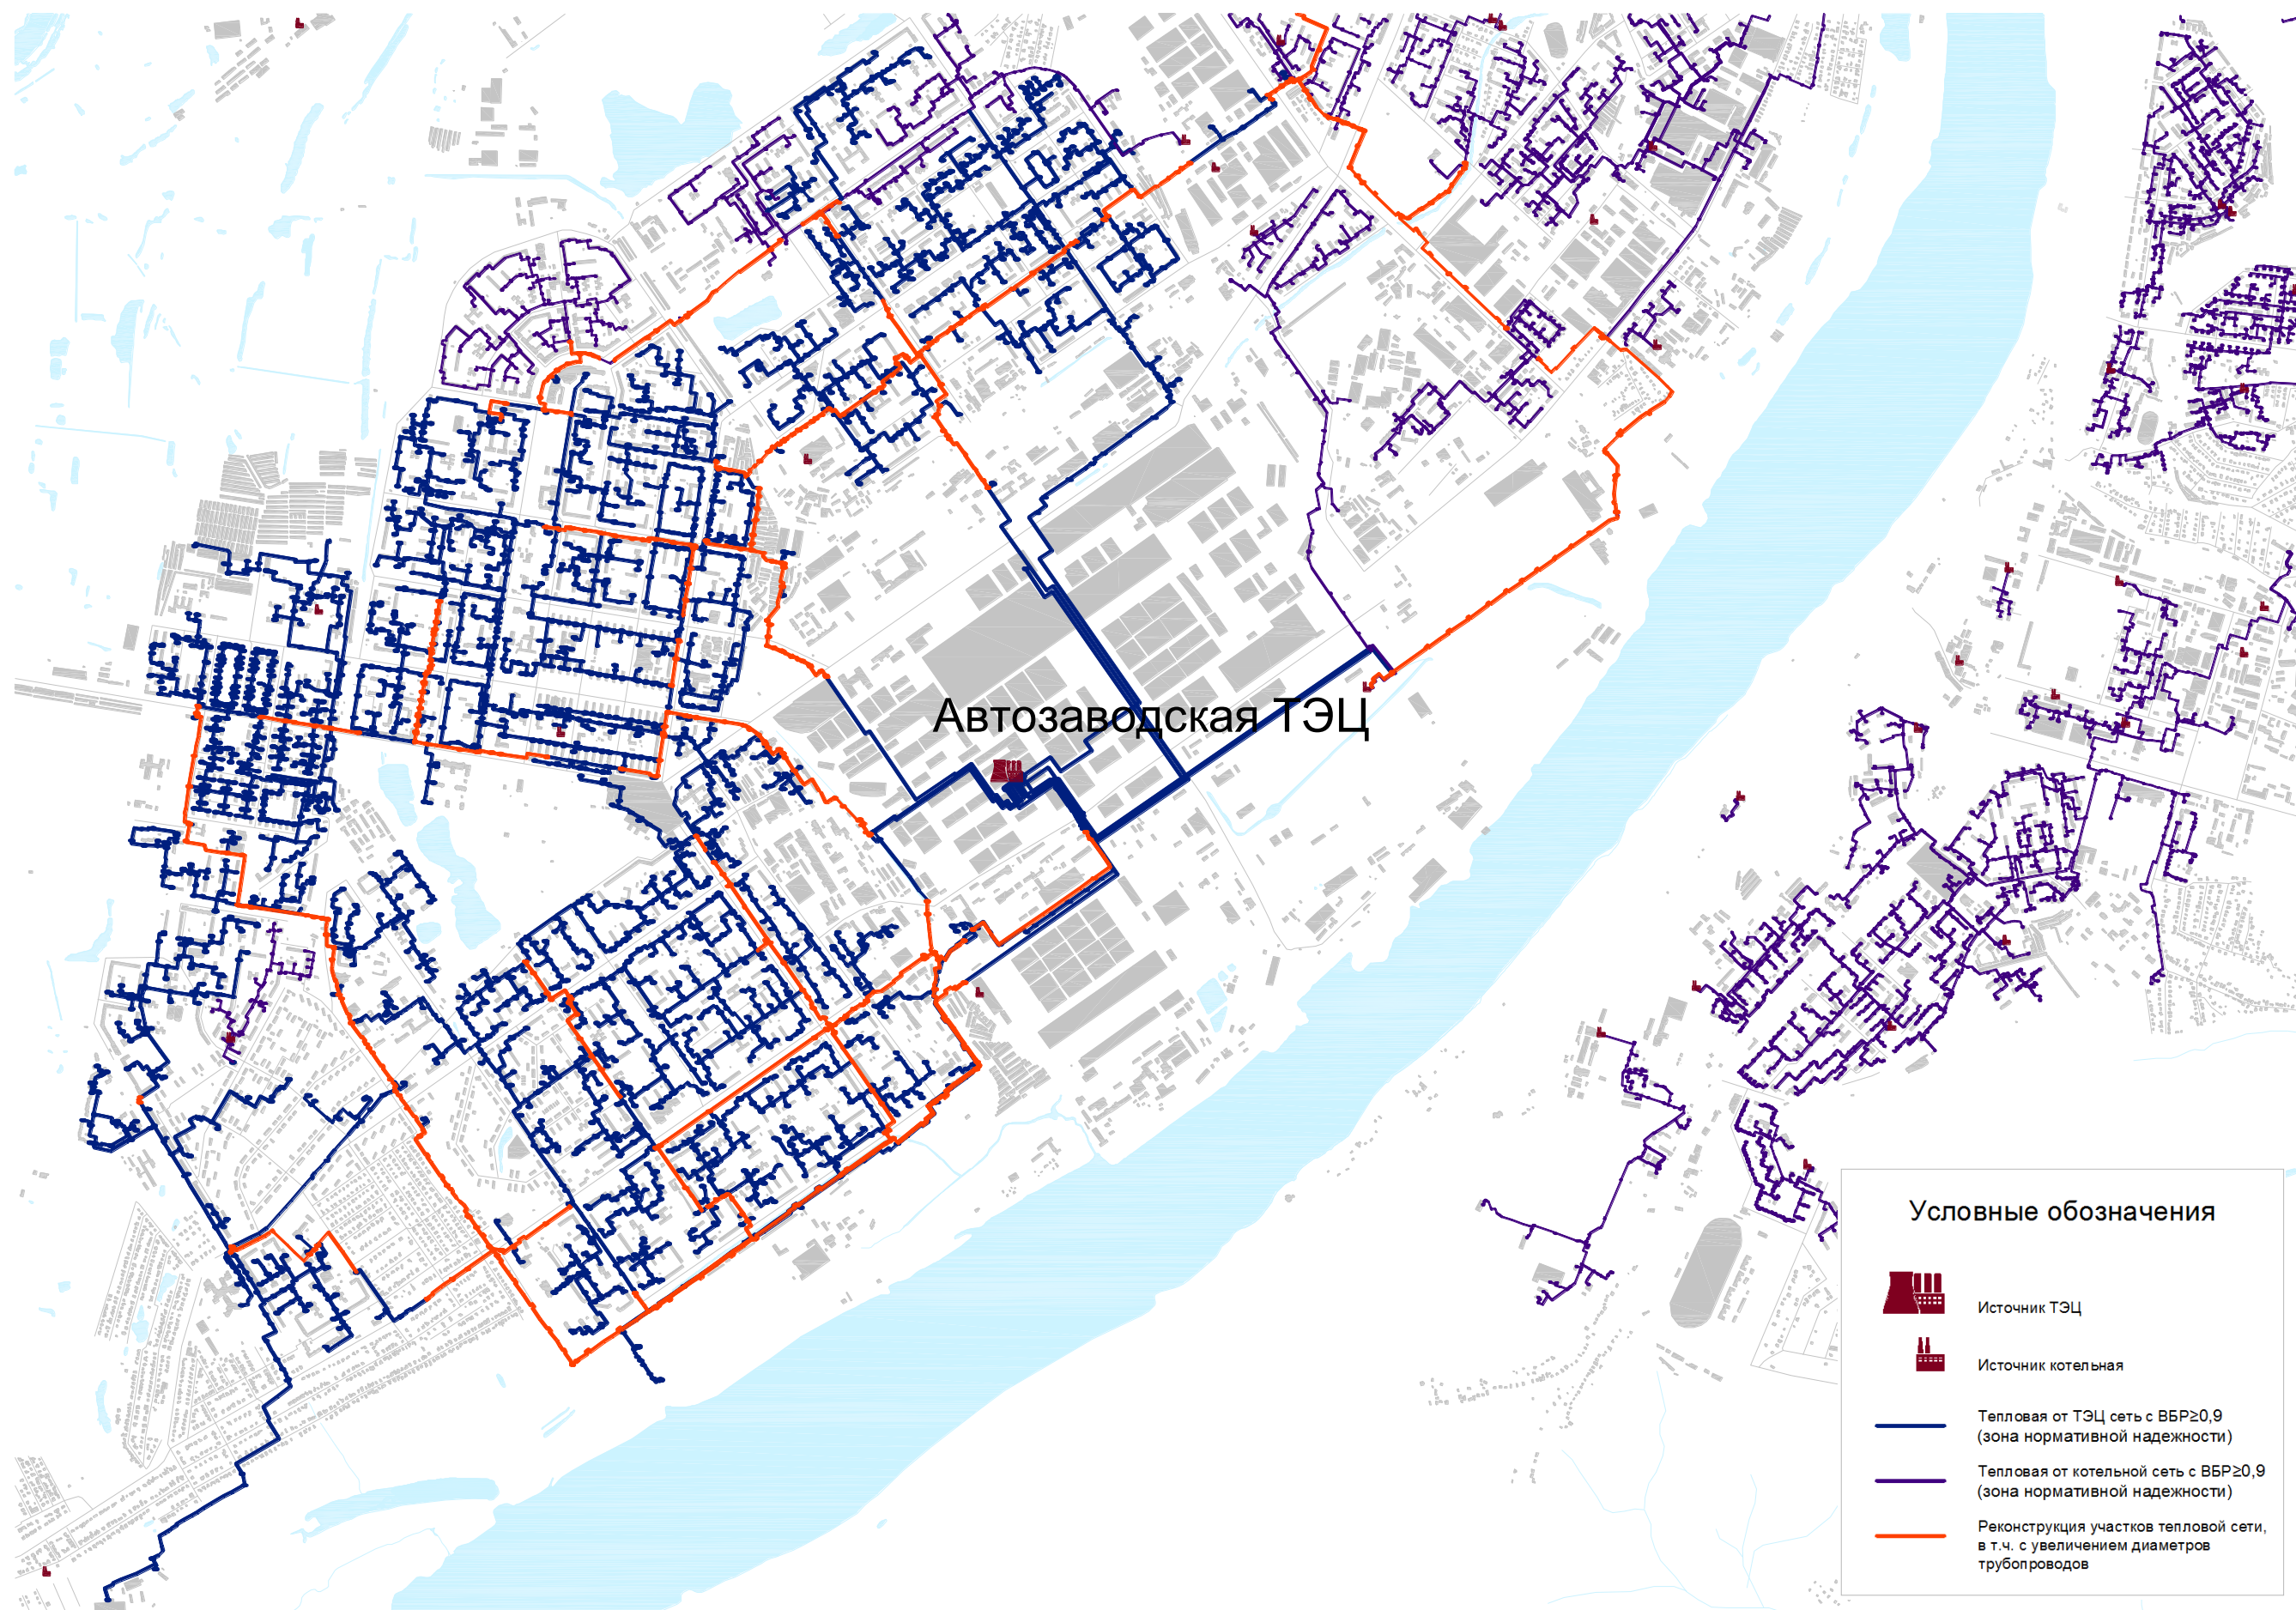 Автозаводская ТЭЦ
Условные обозначения
Источник ТЭЦ
Источник котельная
Тепловая от ТЭЦ сеть с ВБР≥0,9
(зона нормативной надежности)
Тепловая от котельной сеть с ВБР≥0,9
(зона нормативной надежности)
Реконструкция участков тепловой сети,
в т.ч. с увеличением диаметров
трубопроводов